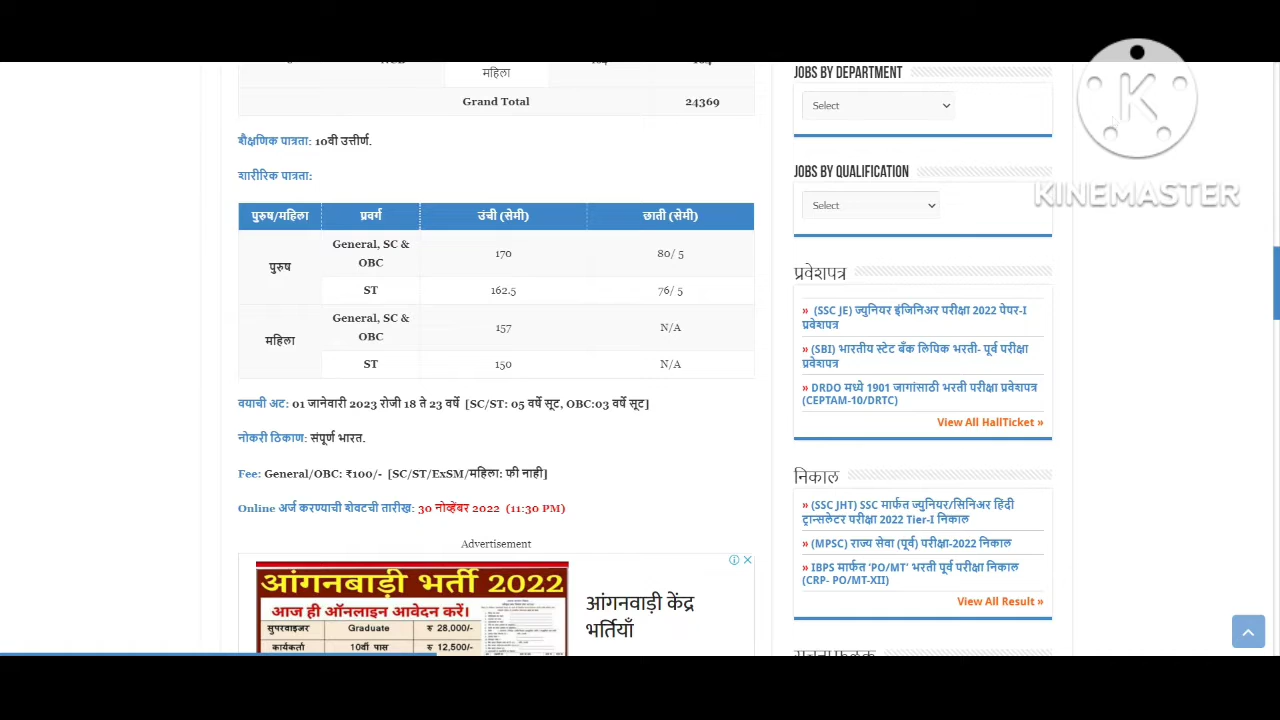 महिला
Grand Total 24369
शैक्षणिक पात्रता: 10वी उत्तीर्ण.
शारीरिक पात्रता:
पुरुष/महिला प्रवर्ग उंची (सेमी) छाती (सेमी)
पुरुष General, SC & OBC 170 80/ 5
ST 162.5 76/ 5
महिला General, SC & OBC 157 N/A
ST 150 N/A
वयाची अट: 01 जानेवारी 2023 रोजी 18 ते 23 वर्षे [SC/ST: 05 वर्षे सूट, OBC:03 वर्षे सूट]
नोकरी ठिकाण: संपूर्ण भारत.
Fee: General/OBC: ₹100/- [SC/ST/ExSM/महिला: फी नाही]
Online अर्ज करण्याची शेवटची तारीख: 30 नोव्हेंबर 2022 (11:30 PM)
Advertisement
आंगनबाड़ी भर्ती 2022
आज ही ऑनलाइन आवेदन करें।
सुपरवाइजर Graduate रु 28,000/-
कार्यकर्ता 10वीं पास रु 12,500/-
आंगनवाड़ी केंद्र
भर्तियाँ
JOBS BY DEPARTMENT
Select
JOBS BY QUALIFICATION
Select
प्रवेशपत्र
» (SSC JE) ज्युनियर इंजिनिअर परीक्षा 2022 पेपर-I
प्रवेशपत्र
» (SBI) भारतीय स्टेट बँक लिपिक भरती- पूर्व परीक्षा
प्रवेशपत्र
» DRDO मध्ये 1901 जागांसाठी भरती परीक्षा प्रवेशपत्र
(CEPTAM-10/DRTC)
View All HallTicket »
निकाल
» (SSC JHT) SSC मार्फत ज्युनियर/सिनिअर हिंदी
ट्रान्सलेटर परीक्षा 2022 Tier-I निकाल
» (MPSC) राज्य सेवा (पूर्व) परीक्षा-2022 निकाल
» IBPS मार्फत 'PO/MT' भरती पूर्व परीक्षा निकाल
(CRP- PO/MT-XII)
View All Result »
K
KINEMASTER